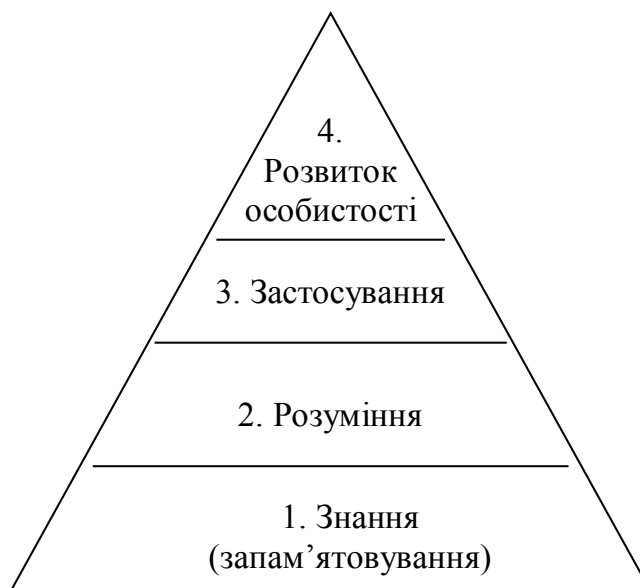 4.
Розвиток
особистості
3. Застосування
2. Розуміння
1. Знання
(запам’ятовування)